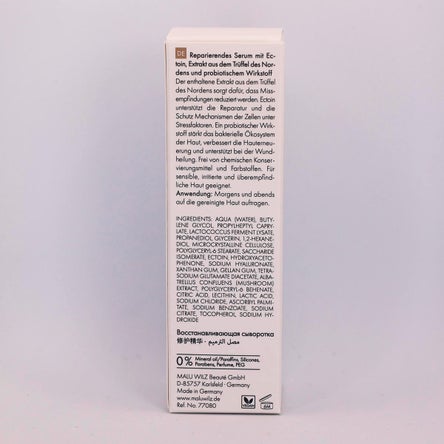 DE Reparierendes Serum mit Ec-
toin, Extrakt aus dem Trüffel des Nor-
dens und probiotischem Wirkstoff
Der enthaltene Extrakt aus dem Trüffel
des Nordens sorgt dafür, dass Miss-
empfindungen reduziert werden. Ectoin
unterstützt die Reparatur und die
Schutz Mechanismen der Zellen unter
Stressfaktoren. Ein probiotischer Wirk-
stoff stärkt das bakterielle Ökosystem
der Haut, verbessert die Hauterneu-
erung und unterstützt bei der Wund-
heilung. Frei von chemischen Konser-
vierungsmittel und Farbstoffen. Für
sensible, irritierte und überempfind-
liche Haut geeignet.
Anwendung: Morgens und abends
auf die gereinigte Haut auftragen.
INGREDIENTS: AQUA (WATER), BUTY-
LENE GLYCOL, PROPYLHEPTYL CAPRY-
LATE, LACTOCOCCUS FERMENT LYSATE,
PROPANEDIOL, GLYCERIN, 1,2-HEXANE-
DIOL, MICROCRYSTALLINE CELLULOSE,
POLYGLYCERYL-6 STEARATE, SACCHARIDE
ISOMERATE, ECTOIN, HYDROXYACETO-
PHENONE, SODIUM HYALURONATE,
XANTHAN GUM, GELLAN GUM, TETRA-
SODIUM GLUTAMATE DIACETATE, ALBA-
TRELLUS CONFLUENS (MUSHROOM)
EXTRACT, POLYGLYCERYL-6 BEHENATE,
CITRIC ACID, LECITHIN, LACTIC ACID,
SODIUM CHLORIDE, ASCORBYL PALMI-
TATE, SODIUM BENZOATE, SODIUM
CITRATE, TOCOPHEROL, SODIUM HY-
DROXIDE
Восстанавливающая сыворотка
修护精华 · مصل الترميم
0% Mineral oil/Paraffins, Silicones,
Parabens, Perfume, PEG
MALU WILZ Beauté GmbH
D-85757 Karlsfeld · Germany
Made in Germany
www.maluwilz.de
Ref. No. 77080
VEGAN
6M